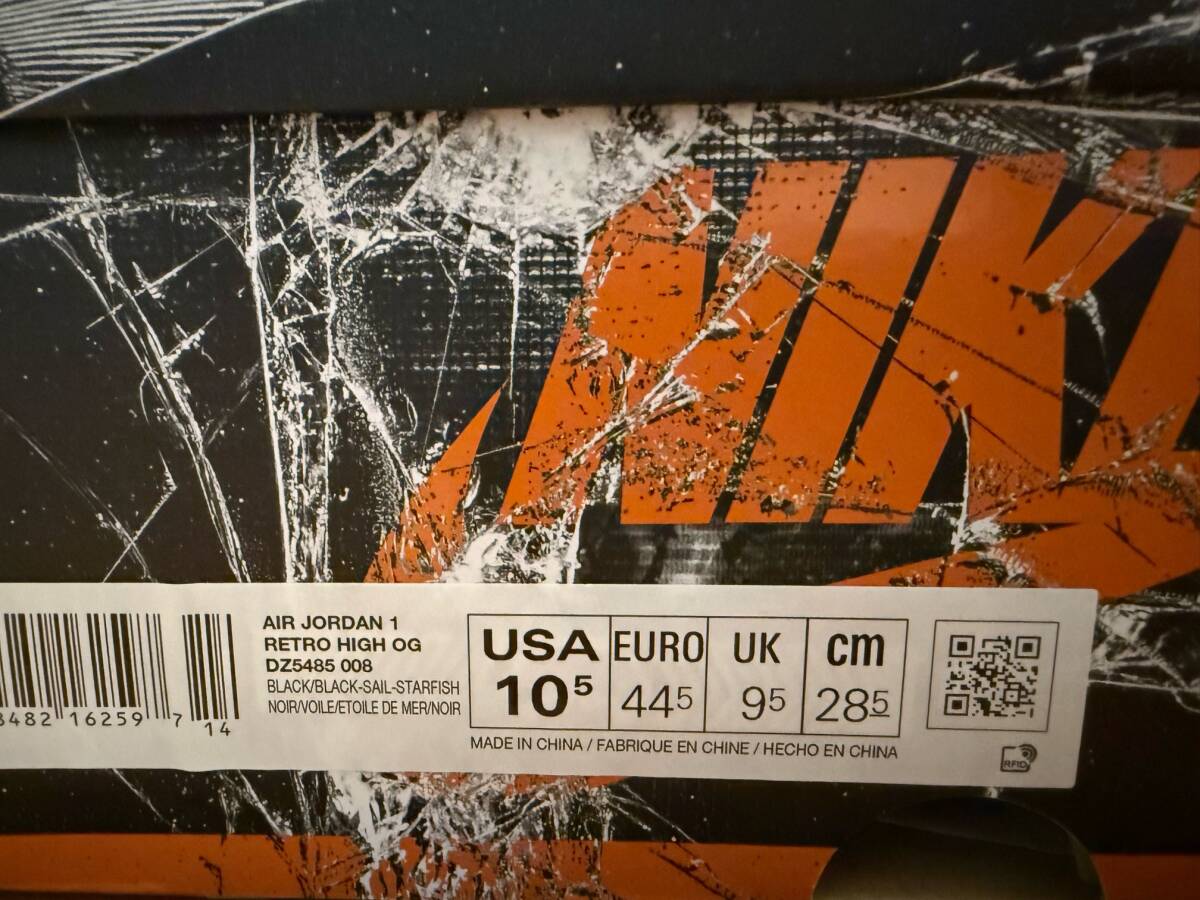 NIK
AIR JORDAN 1
RETRO HIGH OG
DZ5485 008
BLACK/BLACK-SAIL-STARFISH
NOIR/VOILE/ETOILE DE MER/NOIR
8482 16259 7 14
USA EURO UK cm
10⁵ 44⁵ 9⁵ 28⁵
MADE IN CHINA / FABRIQUE EN CHINE / HECHO EN CHINA
RFID